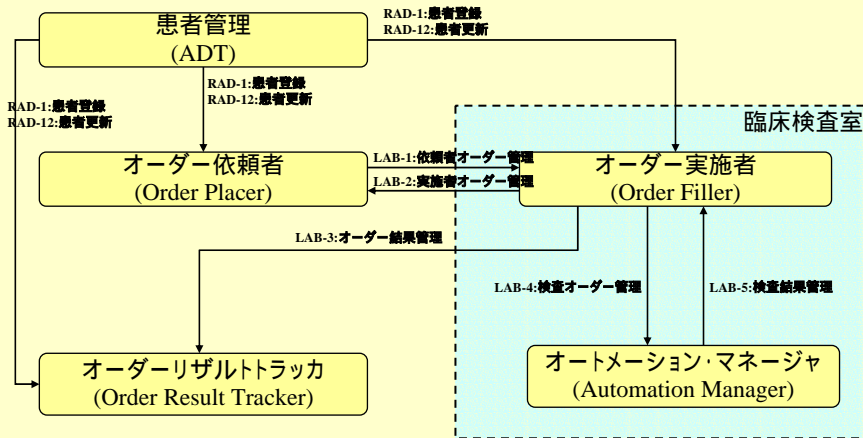 患者管理
(ADT)
RAD-1:患者登録
RAD-12:患者更新
RAD-1:患者登録
RAD-12:患者更新
RAD-1:患者登録
RAD-12:患者更新
臨床検査室
オーダー依頼者
(Order Placer)
LAB-1:依頼者オーダー管理
LAB-2:実施者オーダー管理
オーダー実施者
(Order Filler)
LAB-3:オーダー結果管理
LAB-4:検査オーダー管理
LAB-5:検査結果管理
オーダーリザルトトラッカ
(Order Result Tracker)
オートメーション・マネージャ
(Automation Manager)